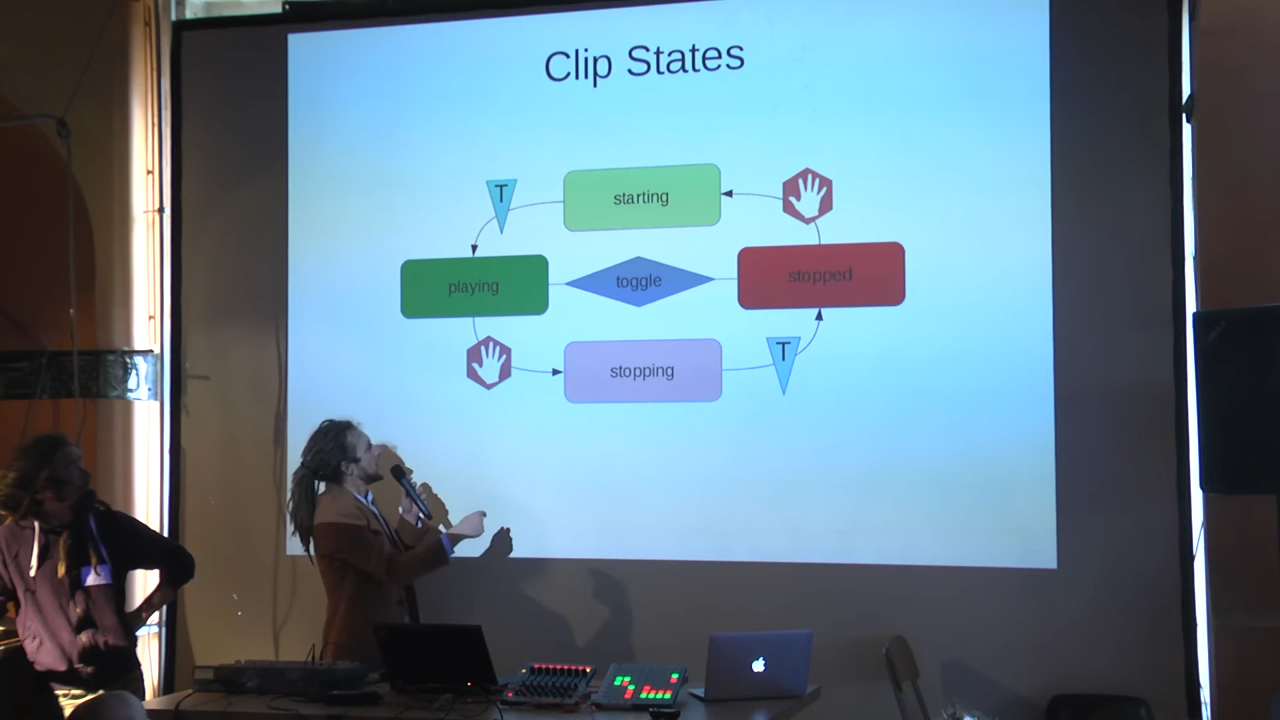 Clip States
T
starting
playing
toggle
stopped
stopping
T